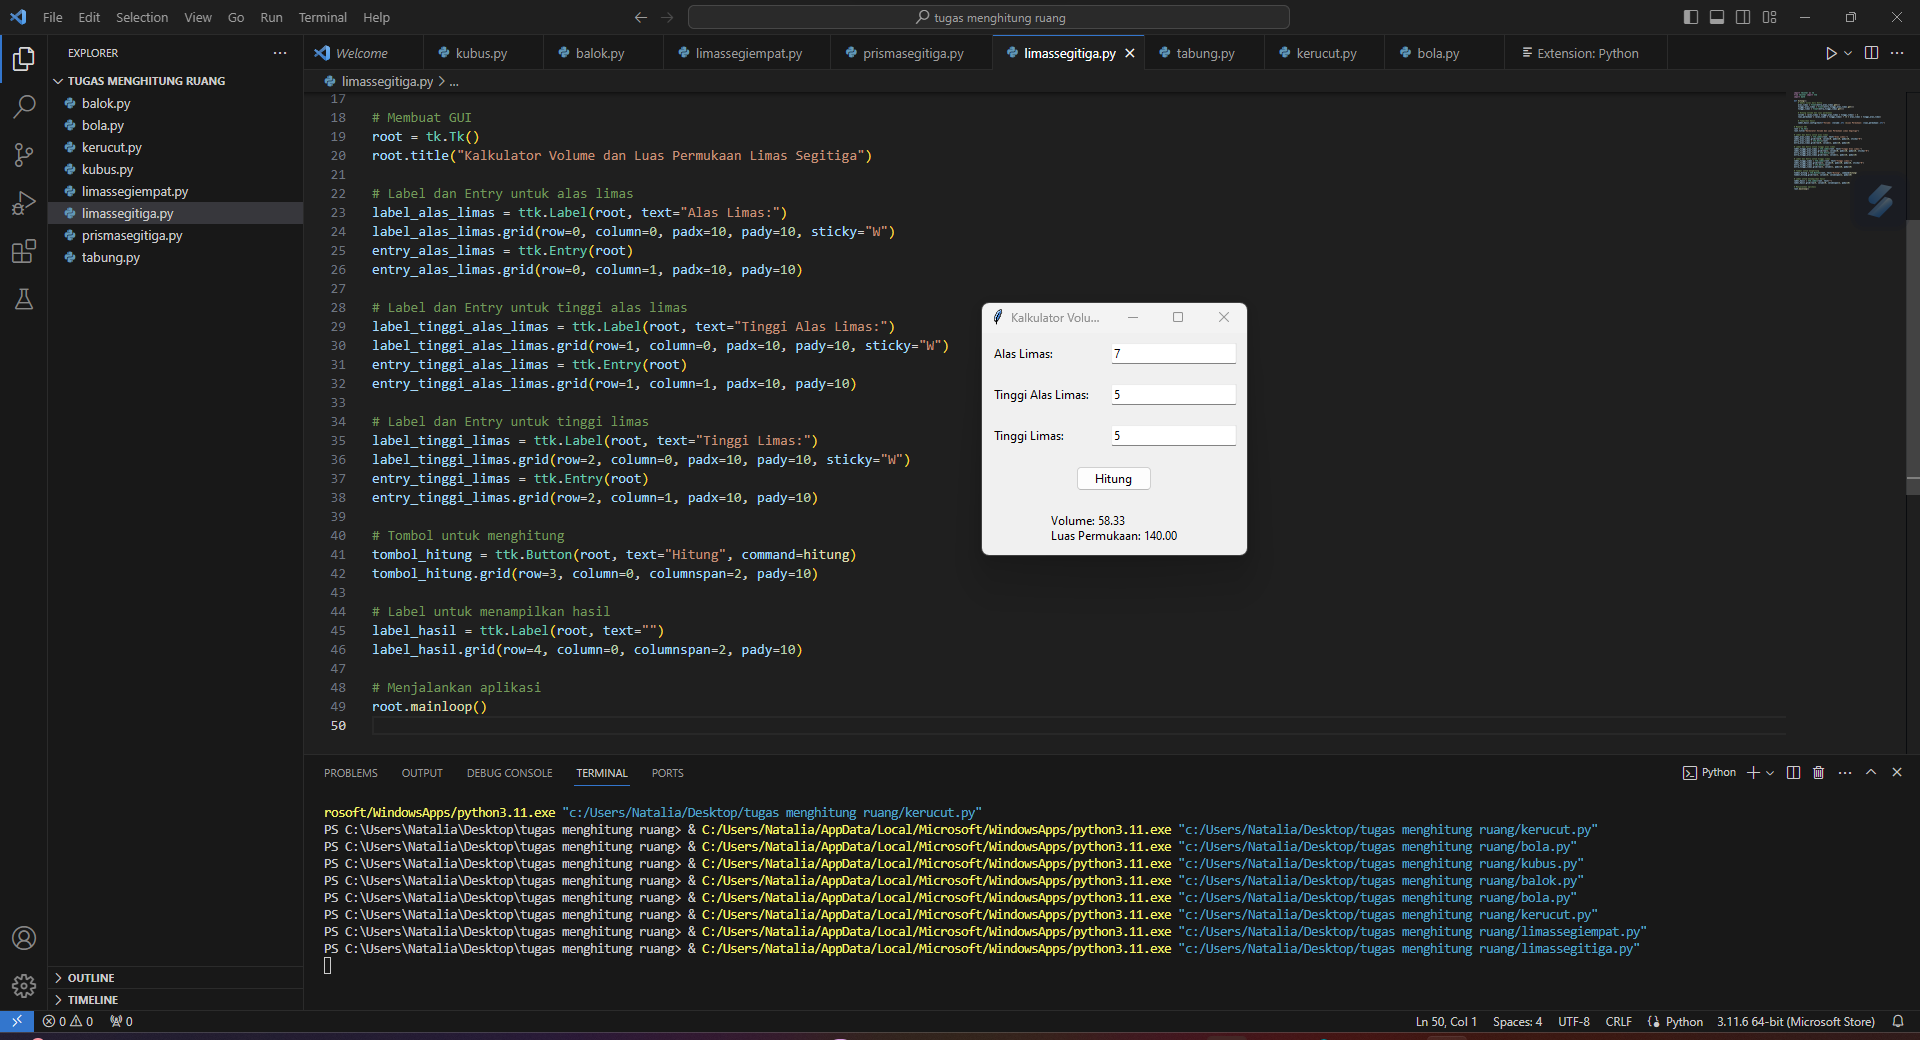 File Edit Selection View Go Run Terminal Help
tugas menghitung ruang
EXPLORER
TUGAS MENGHITUNG RUANG
balok.py
bola.py
kerucut.py
kubus.py
limassegiempat.py
limassegitiga.py
prismasegitiga.py
tabung.py
OUTLINE
TIMELINE
Welcome kubus.py balok.py limassegiempat.py prismasegitiga.py limassegitiga.py tabung.py kerucut.py bola.py Extension: Python
limassegitiga.py > ...
17
18 # Membuat GUI
19 root = tk.Tk()
20 root.title("Kalkulator Volume dan Luas Permukaan Limas Segitiga")
21
22 # Label dan Entry untuk alas limas
23 label_alas_limas = ttk.Label(root, text="Alas Limas:")
24 label_alas_limas.grid(row=0, column=0, padx=10, pady=10, sticky="W")
25 entry_alas_limas = ttk.Entry(root)
26 entry_alas_limas.grid(row=0, column=1, padx=10, pady=10)
27
28 # Label dan Entry untuk tinggi alas limas
29 label_tinggi_alas_limas = ttk.Label(root, text="Tinggi Alas Limas:")
30 label_tinggi_alas_limas.grid(row=1, column=0, padx=10, pady=10, sticky="W")
31 entry_tinggi_alas_limas = ttk.Entry(root)
32 entry_tinggi_alas_limas.grid(row=1, column=1, padx=10, pady=10)
33
34 # Label dan Entry untuk tinggi limas
35 label_tinggi_limas = ttk.Label(root, text="Tinggi Limas:")
36 label_tinggi_limas.grid(row=2, column=0, padx=10, pady=10, sticky="W")
37 entry_tinggi_limas = ttk.Entry(root)
38 entry_tinggi_limas.grid(row=2, column=1, padx=10, pady=10)
39
40 # Tombol untuk menghitung
41 tombol_hitung = ttk.Button(root, text="Hitung", command=hitung)
42 tombol_hitung.grid(row=3, column=0, columnspan=2, pady=10)
43
44 # Label untuk menampilkan hasil
45 label_hasil = ttk.Label(root, text="")
46 label_hasil.grid(row=4, column=0, columnspan=2, pady=10)
47
48 # Menjalankan aplikasi
49 root.mainloop()
50
Kalkulator Volu...
Alas Limas: 7
Tinggi Alas Limas: 5
Tinggi Limas: 5
Hitung
Volume: 58.33
Luas Permukaan: 140.00
PROBLEMS OUTPUT DEBUG CONSOLE TERMINAL PORTS
Python
rosoft/WindowsApps/python3.11.exe "c:/Users/Natalia/Desktop/tugas menghitung ruang/kerucut.py"
PS C:\Users\Natalia\Desktop\tugas menghitung ruang> & C:/Users/Natalia/AppData/Local/Microsoft/WindowsApps/python3.11.exe "c:/Users/Natalia/Desktop/tugas menghitung ruang/kerucut.py"
PS C:\Users\Natalia\Desktop\tugas menghitung ruang> & C:/Users/Natalia/AppData/Local/Microsoft/WindowsApps/python3.11.exe "c:/Users/Natalia/Desktop/tugas menghitung ruang/bola.py"
PS C:\Users\Natalia\Desktop\tugas menghitung ruang> & C:/Users/Natalia/AppData/Local/Microsoft/WindowsApps/python3.11.exe "c:/Users/Natalia/Desktop/tugas menghitung ruang/kubus.py"
PS C:\Users\Natalia\Desktop\tugas menghitung ruang> & C:/Users/Natalia/AppData/Local/Microsoft/WindowsApps/python3.11.exe "c:/Users/Natalia/Desktop/tugas menghitung ruang/balok.py"
PS C:\Users\Natalia\Desktop\tugas menghitung ruang> & C:/Users/Natalia/AppData/Local/Microsoft/WindowsApps/python3.11.exe "c:/Users/Natalia/Desktop/tugas menghitung ruang/bola.py"
PS C:\Users\Natalia\Desktop\tugas menghitung ruang> & C:/Users/Natalia/AppData/Local/Microsoft/WindowsApps/python3.11.exe "c:/Users/Natalia/Desktop/tugas menghitung ruang/kerucut.py"
PS C:\Users\Natalia\Desktop\tugas menghitung ruang> & C:/Users/Natalia/AppData/Local/Microsoft/WindowsApps/python3.11.exe "c:/Users/Natalia/Desktop/tugas menghitung ruang/limassegiempat.py"
PS C:\Users\Natalia\Desktop\tugas menghitung ruang> & C:/Users/Natalia/AppData/Local/Microsoft/WindowsApps/python3.11.exe "c:/Users/Natalia/Desktop/tugas menghitung ruang/limassegitiga.py"
0 0 0
Ln 50, Col 1 Spaces: 4 UTF-8 CRLF Python 3.11.6 64-bit (Microsoft Store)